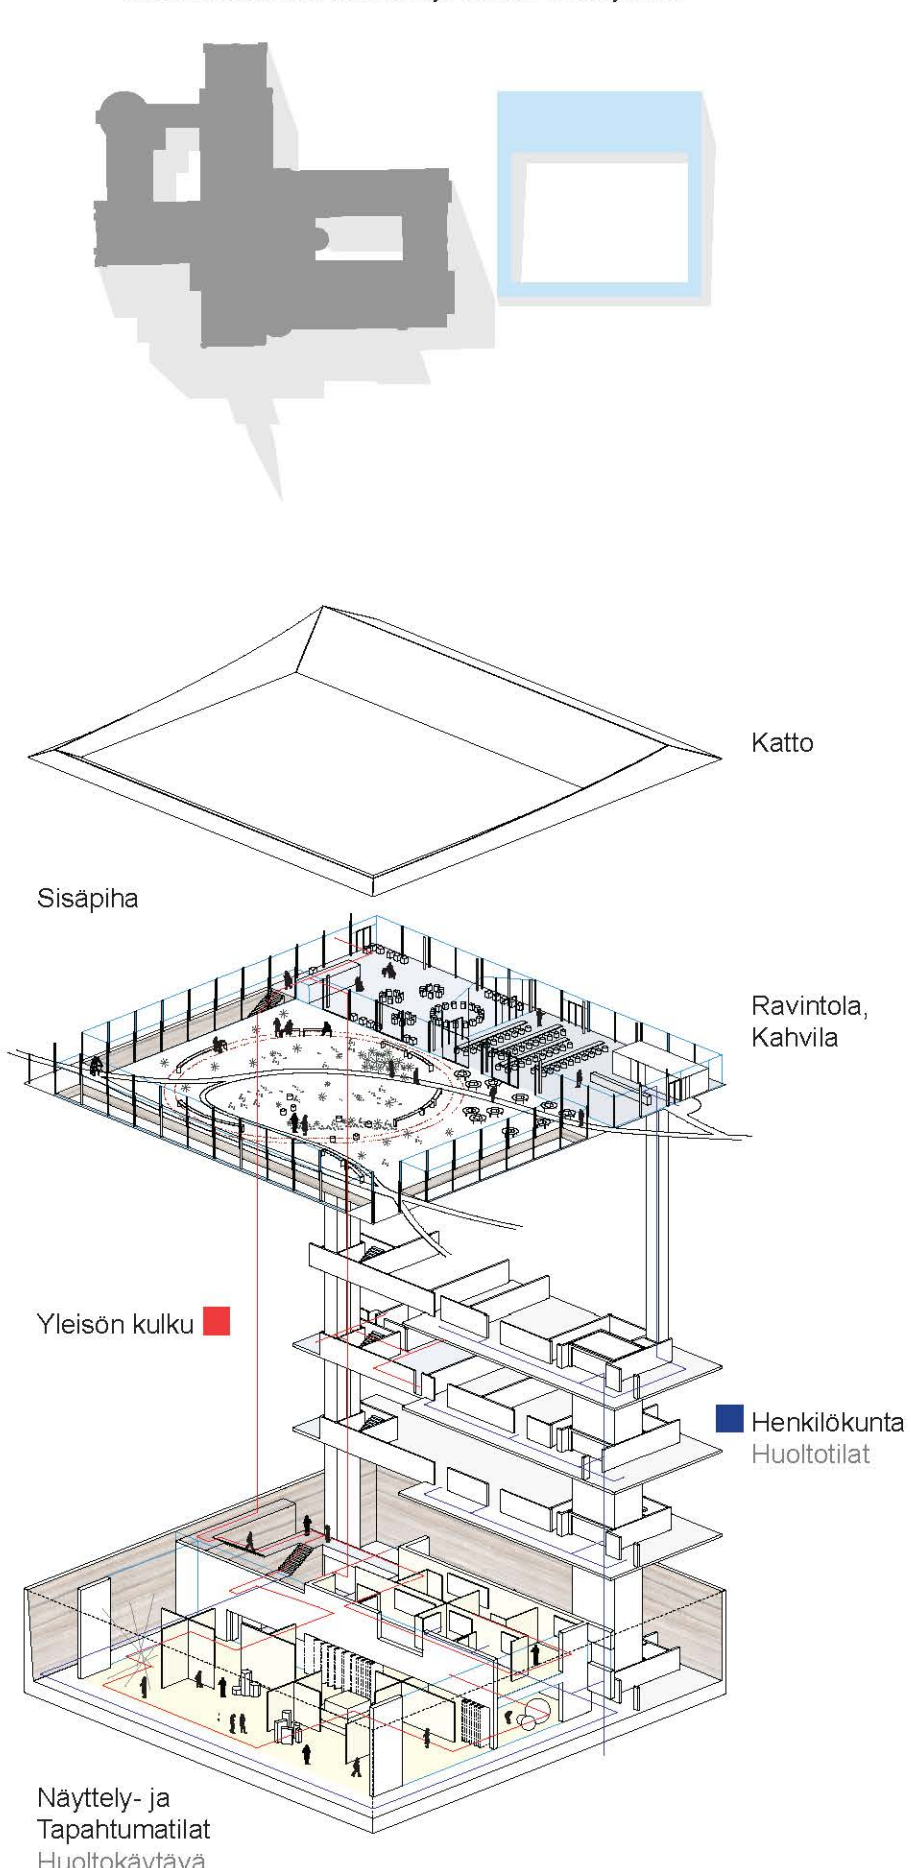 Katto
Sisäpiha
Ravintola,
Kahvila
Yleisön kulku
Henkilökunta
Huoltotilat
Näyttely- ja
Tapahtumatilat
Huoltokäytävä